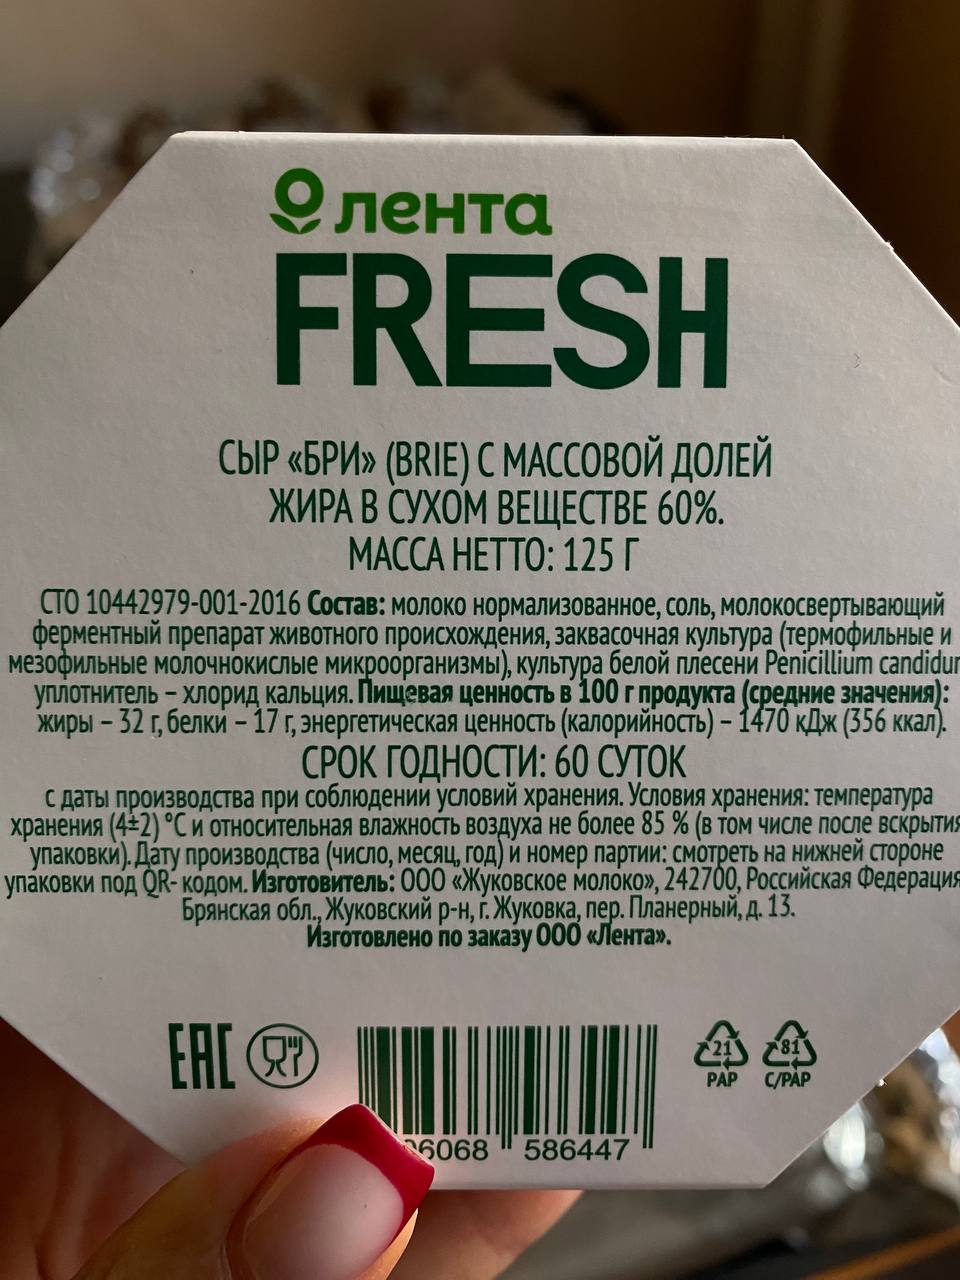 лента
FRESH
СЫР «БРИ» (BRIE) С МАССОВОЙ ДОЛЕЙ
ЖИРА В СУХОМ ВЕЩЕСТВЕ 60%.
МАССА НЕТТО: 125 Г
СТО 10442979-001-2016 Состав: молоко нормализованное, соль, молокосвертывающий
ферментный препарат животного происхождения, заквасочная культура (термофильные и
мезофильные молочнокислые микроорганизмы), культура белой плесени Penicillium
уплотнитель – хлорид кальция. Пищевая ценность в 100 г продукта (средние значения):
жиры – 32 г, белки – 17 г, энергетическая ценность (калорийность) – 1470 кДж (356 ккал).
СРОК ГОДНОСТИ: 60 СУТОК
с даты производства при соблюдении условий хранения. Условия хранения: температура
хранения (4±2) °С и относительная влажность воздуха не более 85 % (в том числе после вскрытия
упаковки). Дату производства (число, месяц, год) и номер партии: смотреть на нижней стороне
упаковки под QR- кодом. Изготовитель: ООО «Жуковское молоко», 242700, Российская Федерация
Брянская обл., Жуковский р-н, г. Жуковка, пер. Планерный, д. 13.
Изготовлено по заказу ООО «Лента».
EAC
21
PAP
81
C/PAP
06068 586447